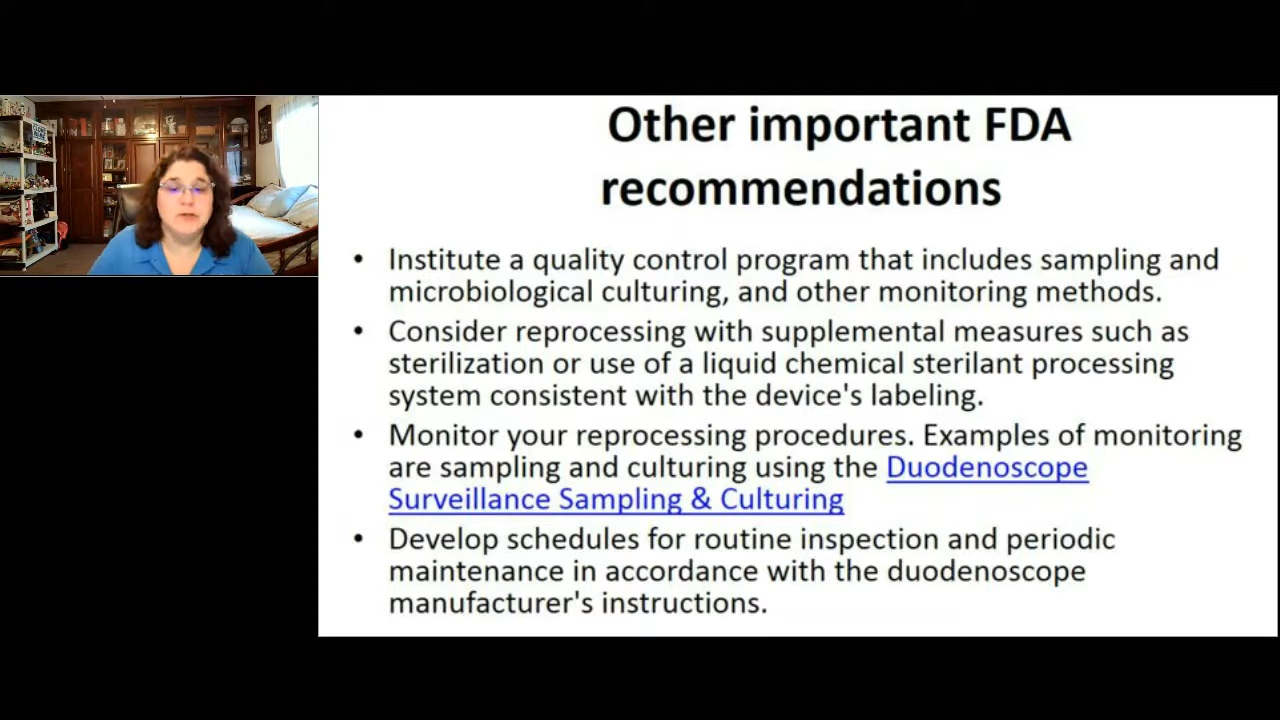 Other important FDA
recommendations
• Institute a quality control program that includes sampling and
microbiological culturing, and other monitoring methods.
• Consider reprocessing with supplemental measures such as
sterilization or use of a liquid chemical sterilant processing
system consistent with the device's labeling.
• Monitor your reprocessing procedures. Examples of monitoring
are sampling and culturing using the Duodenoscope
Surveillance Sampling & Culturing
• Develop schedules for routine inspection and periodic
maintenance in accordance with the duodenoscope
manufacturer's instructions.